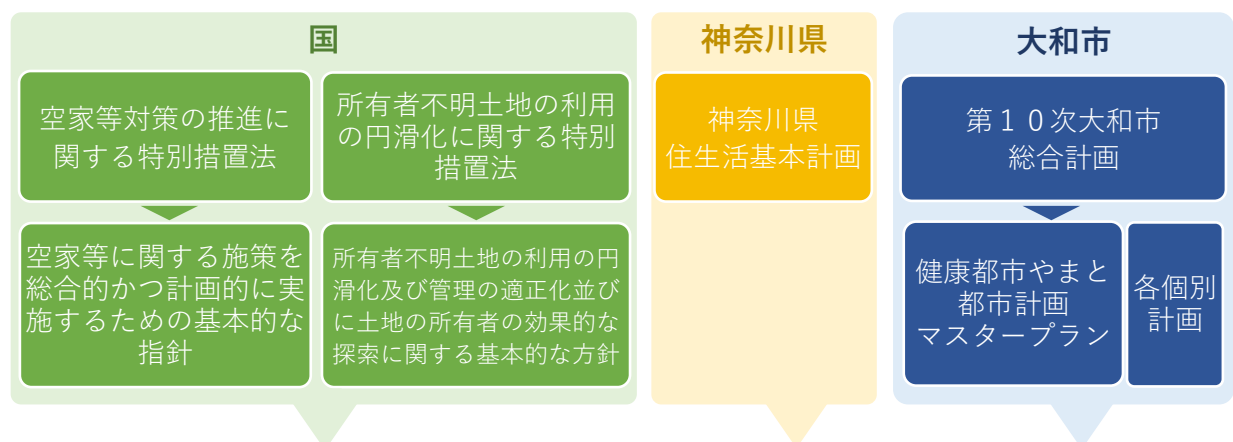 国
空家等対策の推進に
関する特別措置法
所有者不明土地の利用
の円滑化に関する特別
措置法
空家等に関する施策を
総合的かつ計画的に実
施するための基本的な
指針
所有者不明土地の利用の円
滑化及び管理の適正化並び
に土地の所有者の効果的な
探索に関する基本的な方針
神奈川県
神奈川県
住生活基本計画
大和市
第１０次大和市
総合計画
健康都市やまと
都市計画
マスタープラン
各個別
計画